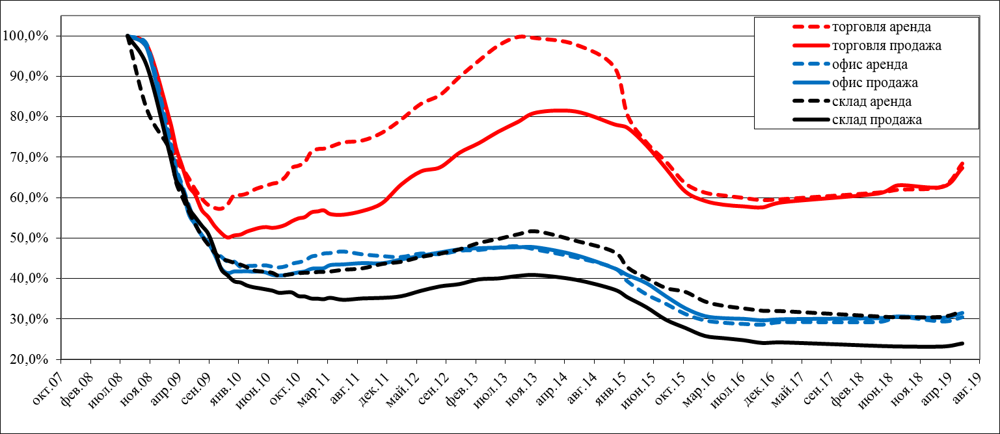 100,0%
90,0%
80,0%
70,0%
60,0%
50,0%
40,0%
30,0%
20,0%
торговля аренда
торговля продажа
офис аренда
офис продажа
склад аренда
склад продажа
окт.07
фев.08
июл.08
ноя.08
апр.09
сен.09
янв.10
июн.10
окт.10
мар.11
авг.11
дек.11
май.12
сен.12
фев.13
июл.13
ноя.13
апр.14
авг.14
янв.15
июн.15
окт.15
мар.16
июл.16
дек.16
май.17
сен.17
фев.18
июн.18
ноя.18
апр.19
авг.19